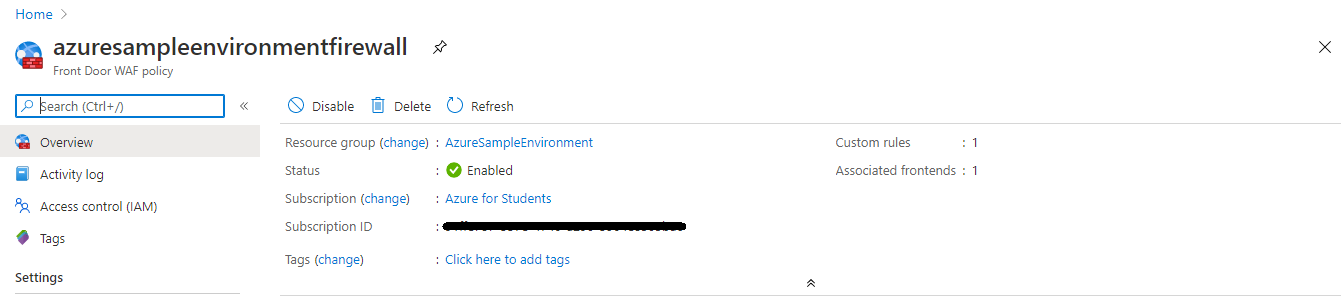 Home >
azuresampleenvironmentfirewall
Front Door WAF policy
Search (Ctrl+/) «
Disable Delete Refresh
Overview
Activity log
Access control (IAM)
Tags
Settings
Resource group (change) : AzureSampleEnvironment
Status : Enabled
Subscription (change) : Azure for Students
Subscription ID :
Tags (change) : Click here to add tags
Custom rules : 1
Associated frontends : 1